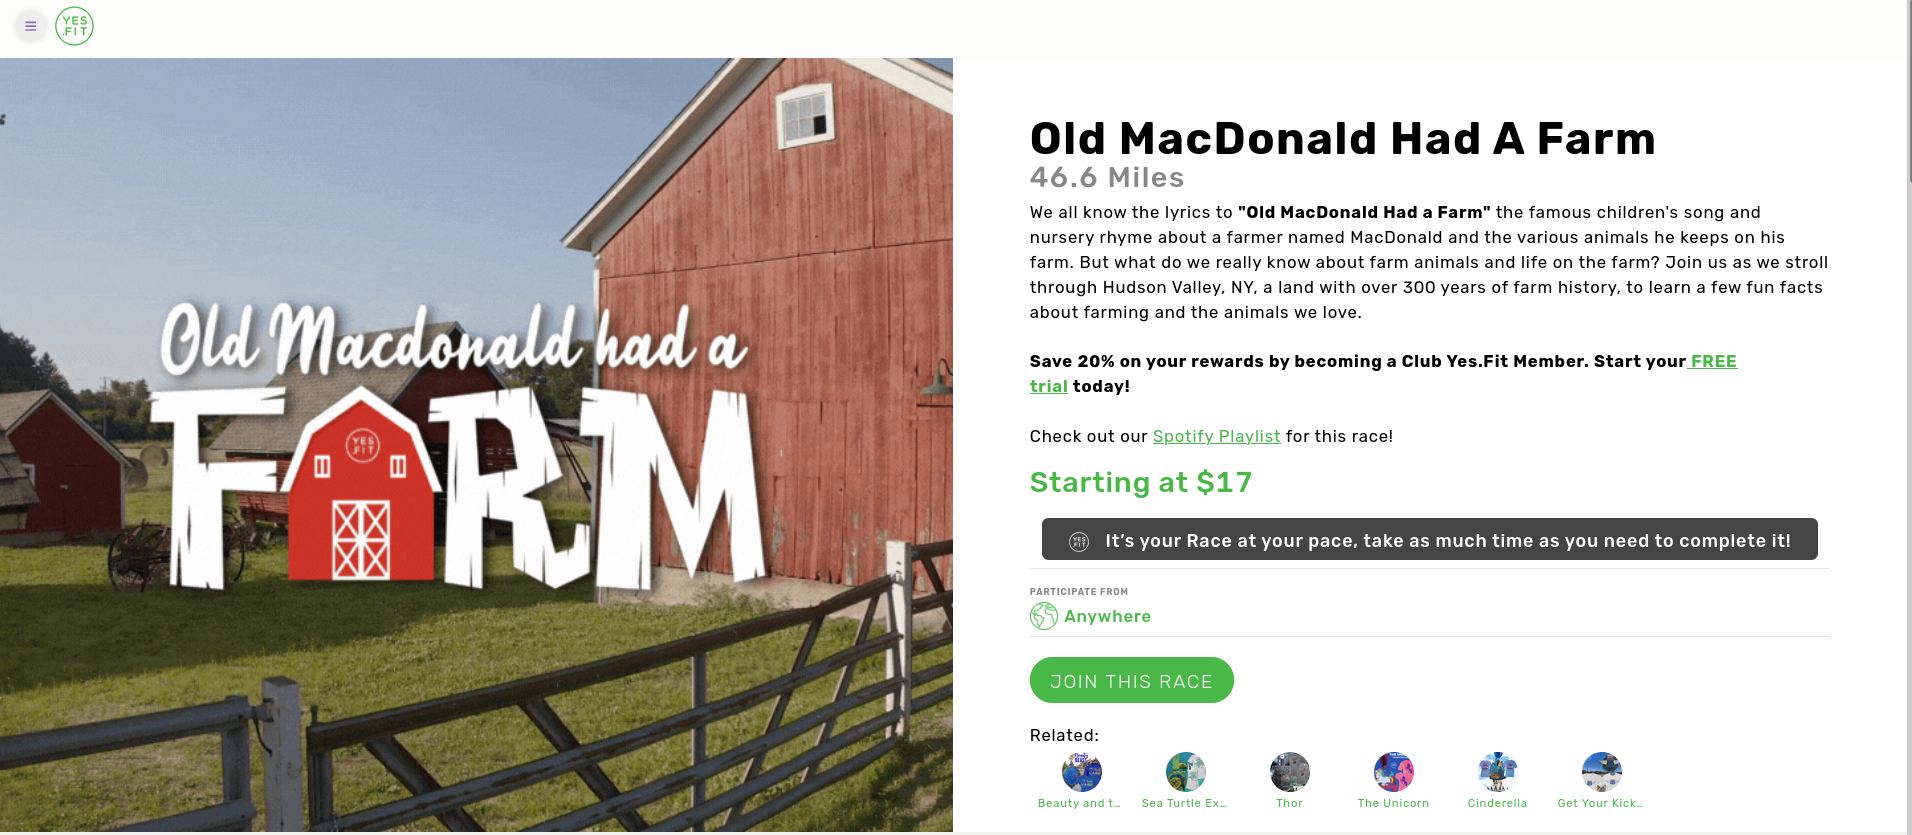 YES
.FIT
Old Macdonald had a
FARM
YES
.FIT
Old MacDonald Had A Farm
46.6 Miles
We all know the lyrics to "Old MacDonald Had a Farm" the famous children's song and
nursery rhyme about a farmer named MacDonald and the various animals he keeps on his
farm. But what do we really know about farm animals and life on the farm? Join us as we stroll
through Hudson Valley, NY, a land with over 300 years of farm history, to learn a few fun facts
about farming and the animals we love.
Save 20% on your rewards by becoming a Club Yes.Fit Member. Start your FREE
trial today!
Check out our Spotify Playlist for this race!
Starting at $17
YES
.FIT
It's your Race at your pace, take as much time as you need to complete it!
PARTICIPATE FROM
Anywhere
JOIN THIS RACE
Related:
Beauty and t...
Sea Turtle Ex...
Thor
The Unicorn
Cinderella
Get Your Kick...